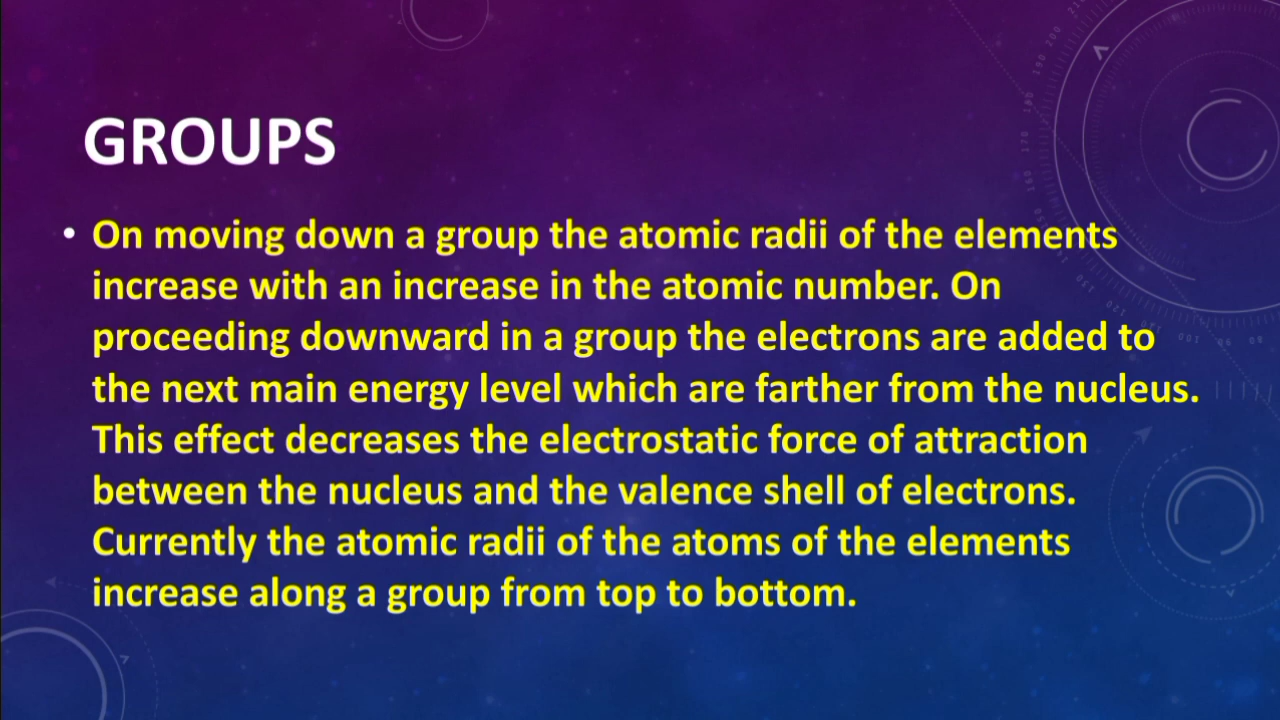 GROUPS
• On moving down a group the atomic radii of the elements
increase with an increase in the atomic number. On
proceeding downward in a group the electrons are added to
the next main energy level which are farther from the nucleus.
This effect decreases the electrostatic force of attraction
between the nucleus and the valence shell of electrons.
Currently the atomic radii of the atoms of the elements
increase along a group from top to bottom.